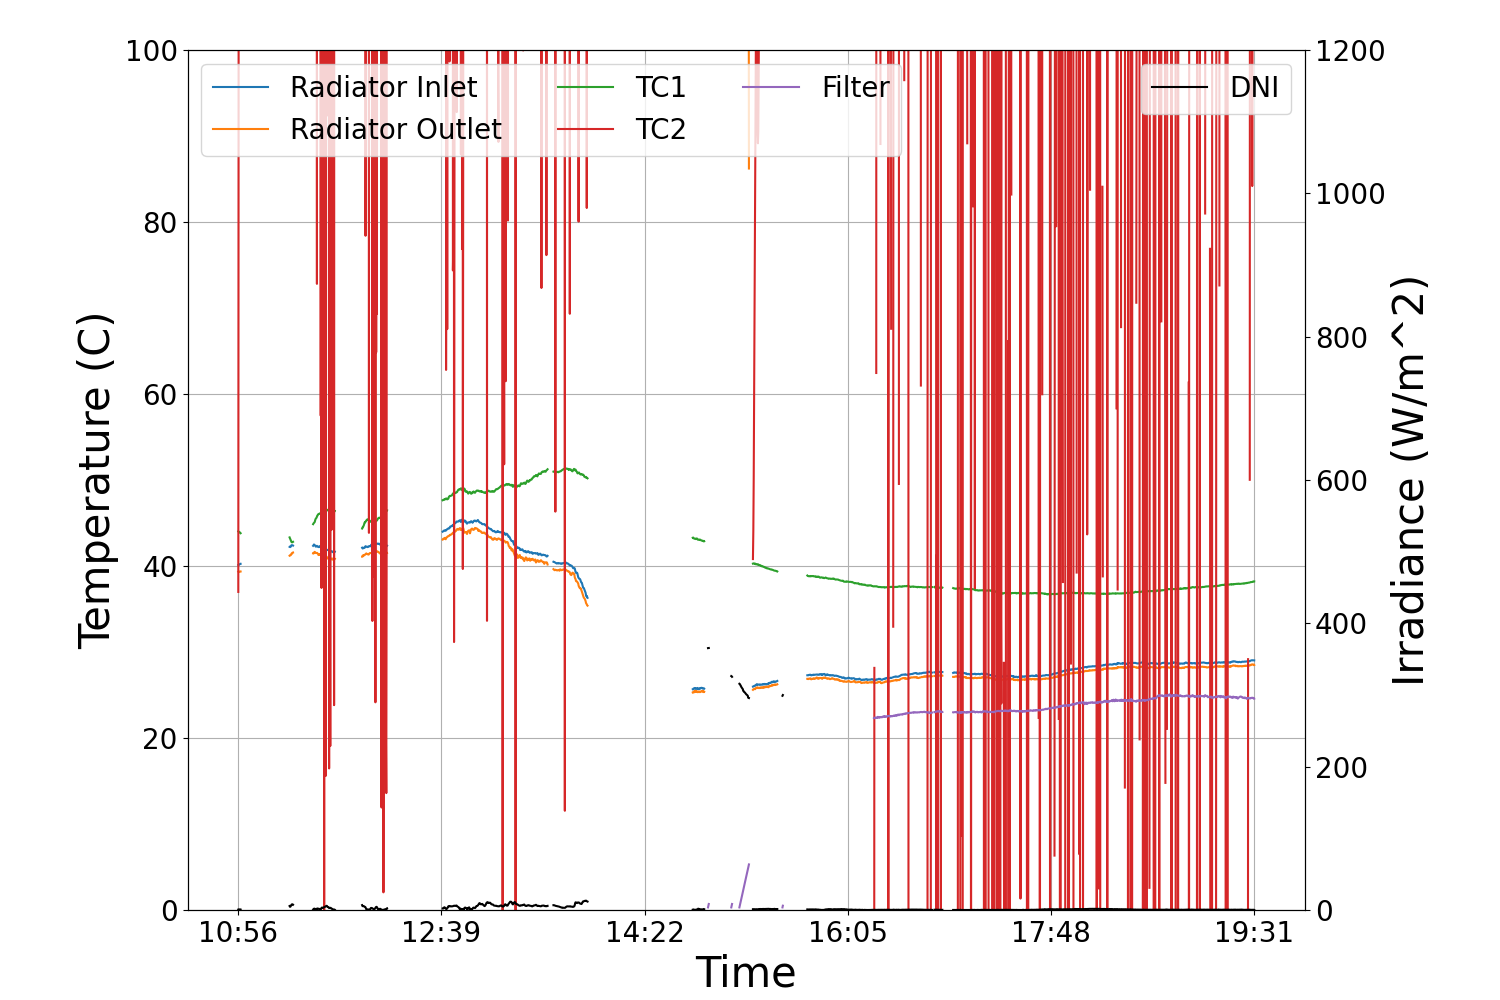 100
80
60
40
20
0
Temperature (C)
Radiator Inlet
Radiator Outlet
TC1
TC2
Filter
DNI
1200
1000
800
600
400
200
0
Irradiance (W/m^2)
10:56
12:39
14:22
16:05
17:48
19:31
Time